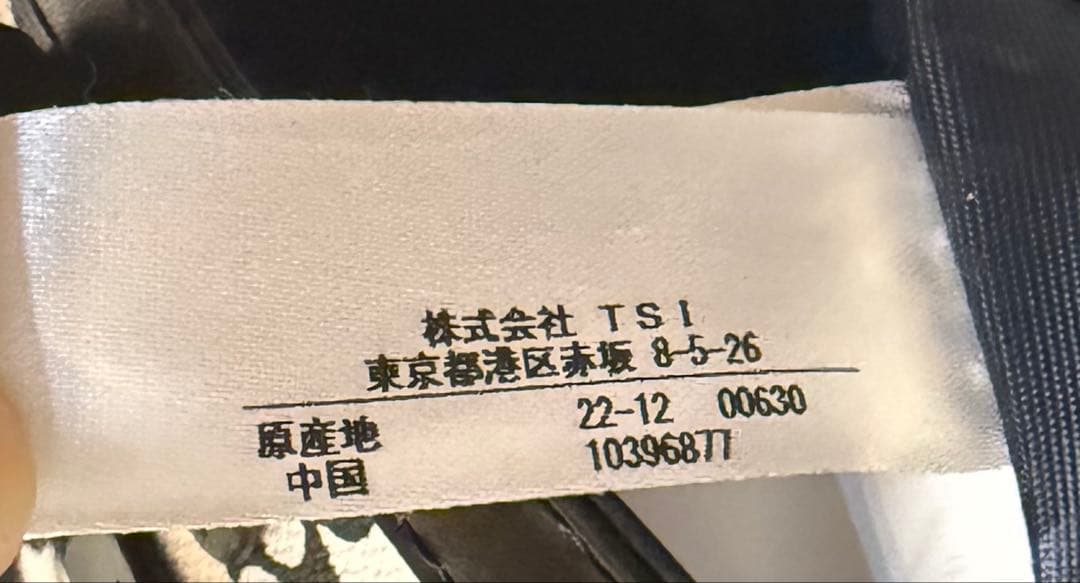 株式会社 TSI
東京都港区赤坂 8-5-26
22-12 00630
原産地
10396877
中国